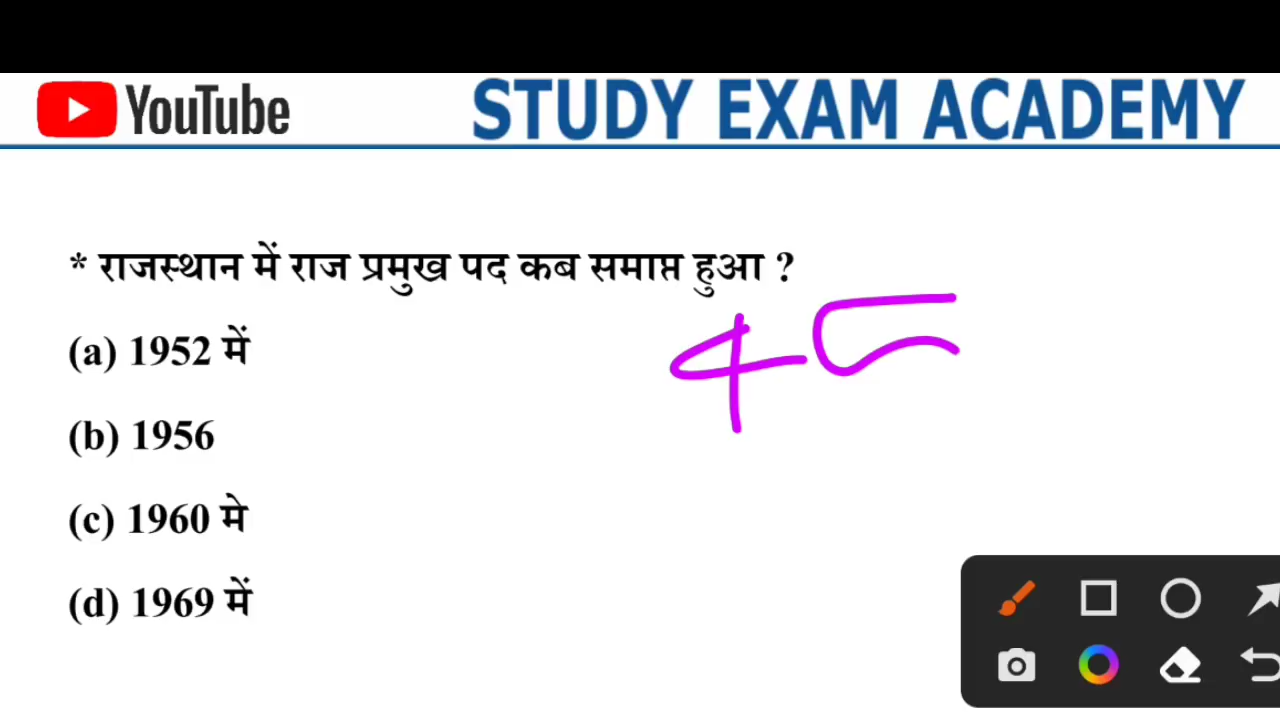 YouTube STUDY EXAM ACADEMY
* राजस्थान में राज प्रमुख पद कब समाप्त हुआ ?
(a) 1952 में
(b) 1956
(c) 1960 मे
(d) 1969 में